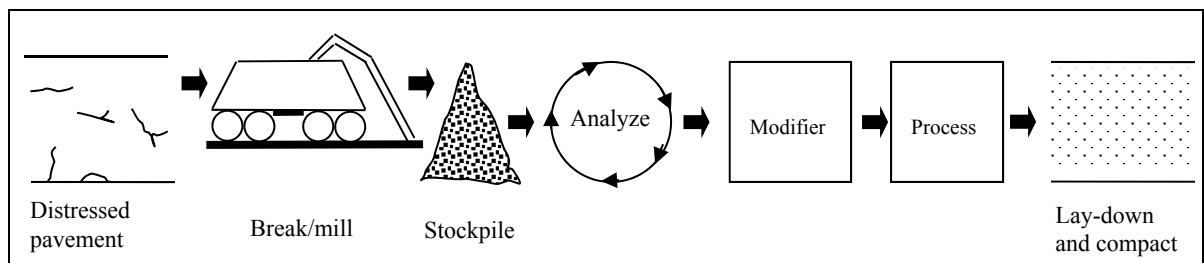 Analyze
Modifier
Process
Distressed
pavement
Break/mill
Stockpile
Lay-down
and compact